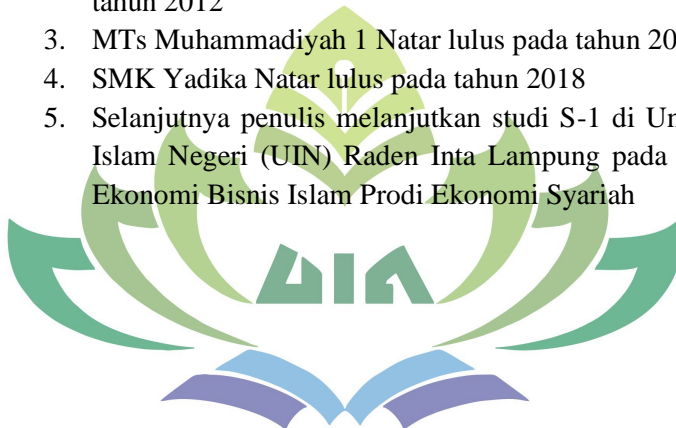 tahun 2012
3. MTs Muhammadiyah 1 Natar lulus pada tahun 20
4. SMK Yadika Natar lulus pada tahun 2018
5. Selanjutnya penulis melanjutkan studi S-1 di Un
Islam Negeri (UIN) Raden Inta Lampung pada
Ekonomi Bisnis Islam Prodi Ekonomi Syariah
UIN